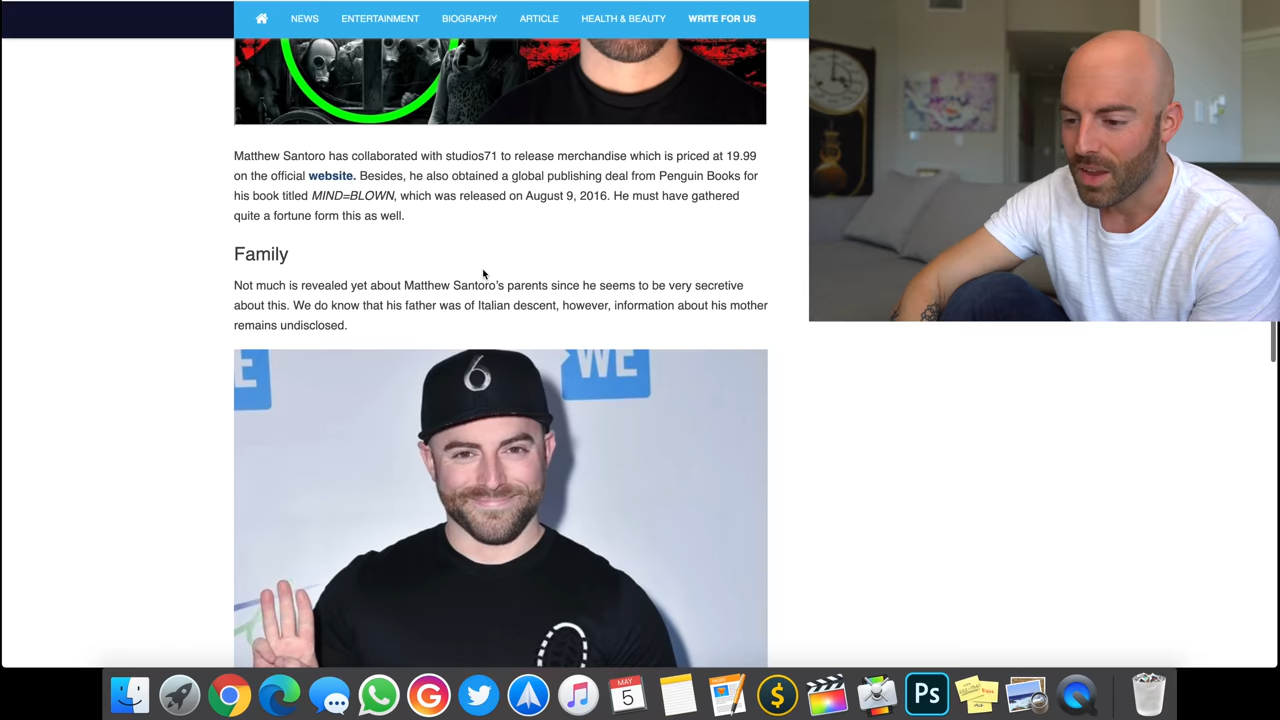 NEWS ENTERTAINMENT BIOGRAPHY ARTICLE HEALTH & BEAUTY WRITE FOR US
Matthew Santoro has collaborated with studios71 to release merchandise which is priced at 19.99
on the official website. Besides, he also obtained a global publishing deal from Penguin Books for
his book titled MIND=BLOWN, which was released on August 9, 2016. He must have gathered
quite a fortune form this as well.
Family
Not much is revealed yet about Matthew Santoro's parents since he seems to be very secretive
about this. We do know that his father was of Italian descent, however, information about his mother
remains undisclosed.
E
WE
6
MAY
5
Ps